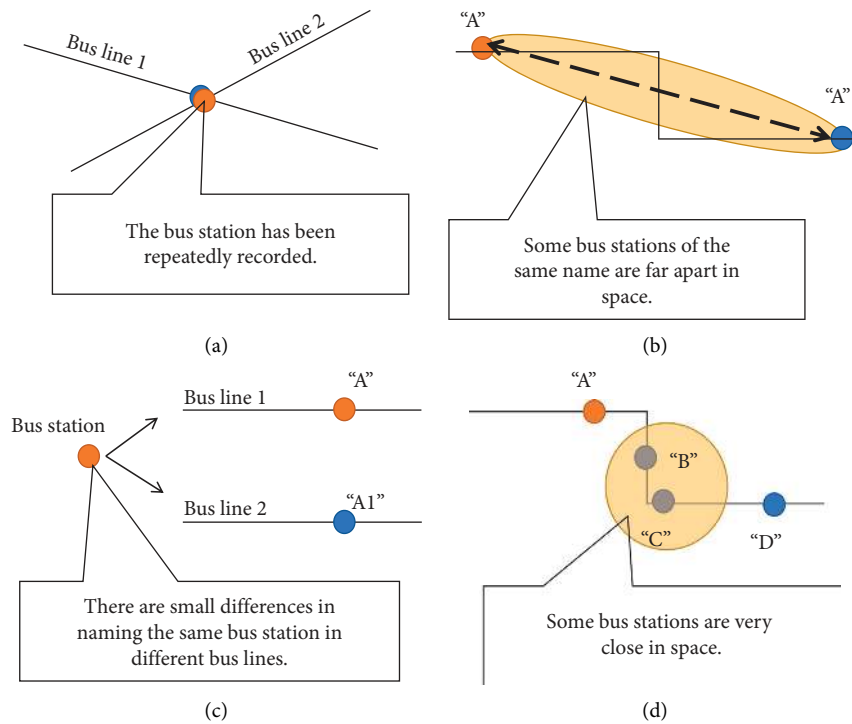 Bus line 1
Bus line 2
The bus station has been
repeatedly recorded.
(a)
“A”
“A”
Some bus stations of the
same name are far apart in
space.
(b)
Bus station
Bus line 1
“A”
Bus line 2
“A1”
There are small differences in
naming the same bus station in
different bus lines.
(c)
“A”
“B”
“C”
“D”
Some bus stations are very
close in space.
(d)